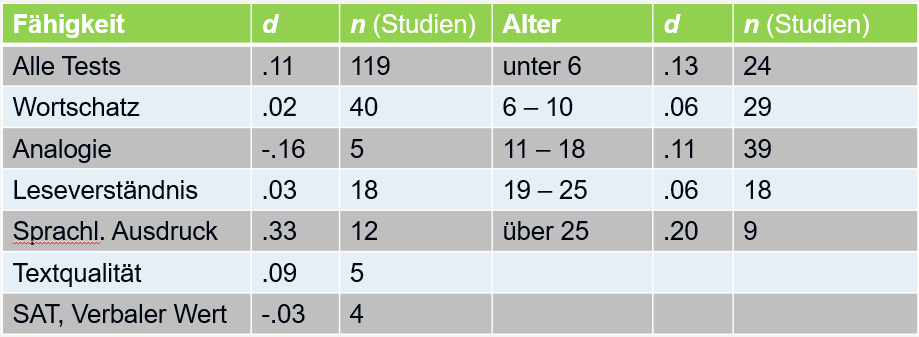 Fähigkeit d n (Studien) Alter d n (Studien)
Alle Tests .11 119 unter 6 .13 24
Wortschatz .02 40 6 – 10 .06 29
Analogie -.16 5 11 – 18 .11 39
Leseverständnis .03 18 19 – 25 .06 18
Sprachl. Ausdruck .33 12 über 25 .20 9
Textqualität .09 5
SAT, Verbaler Wert -.03 4